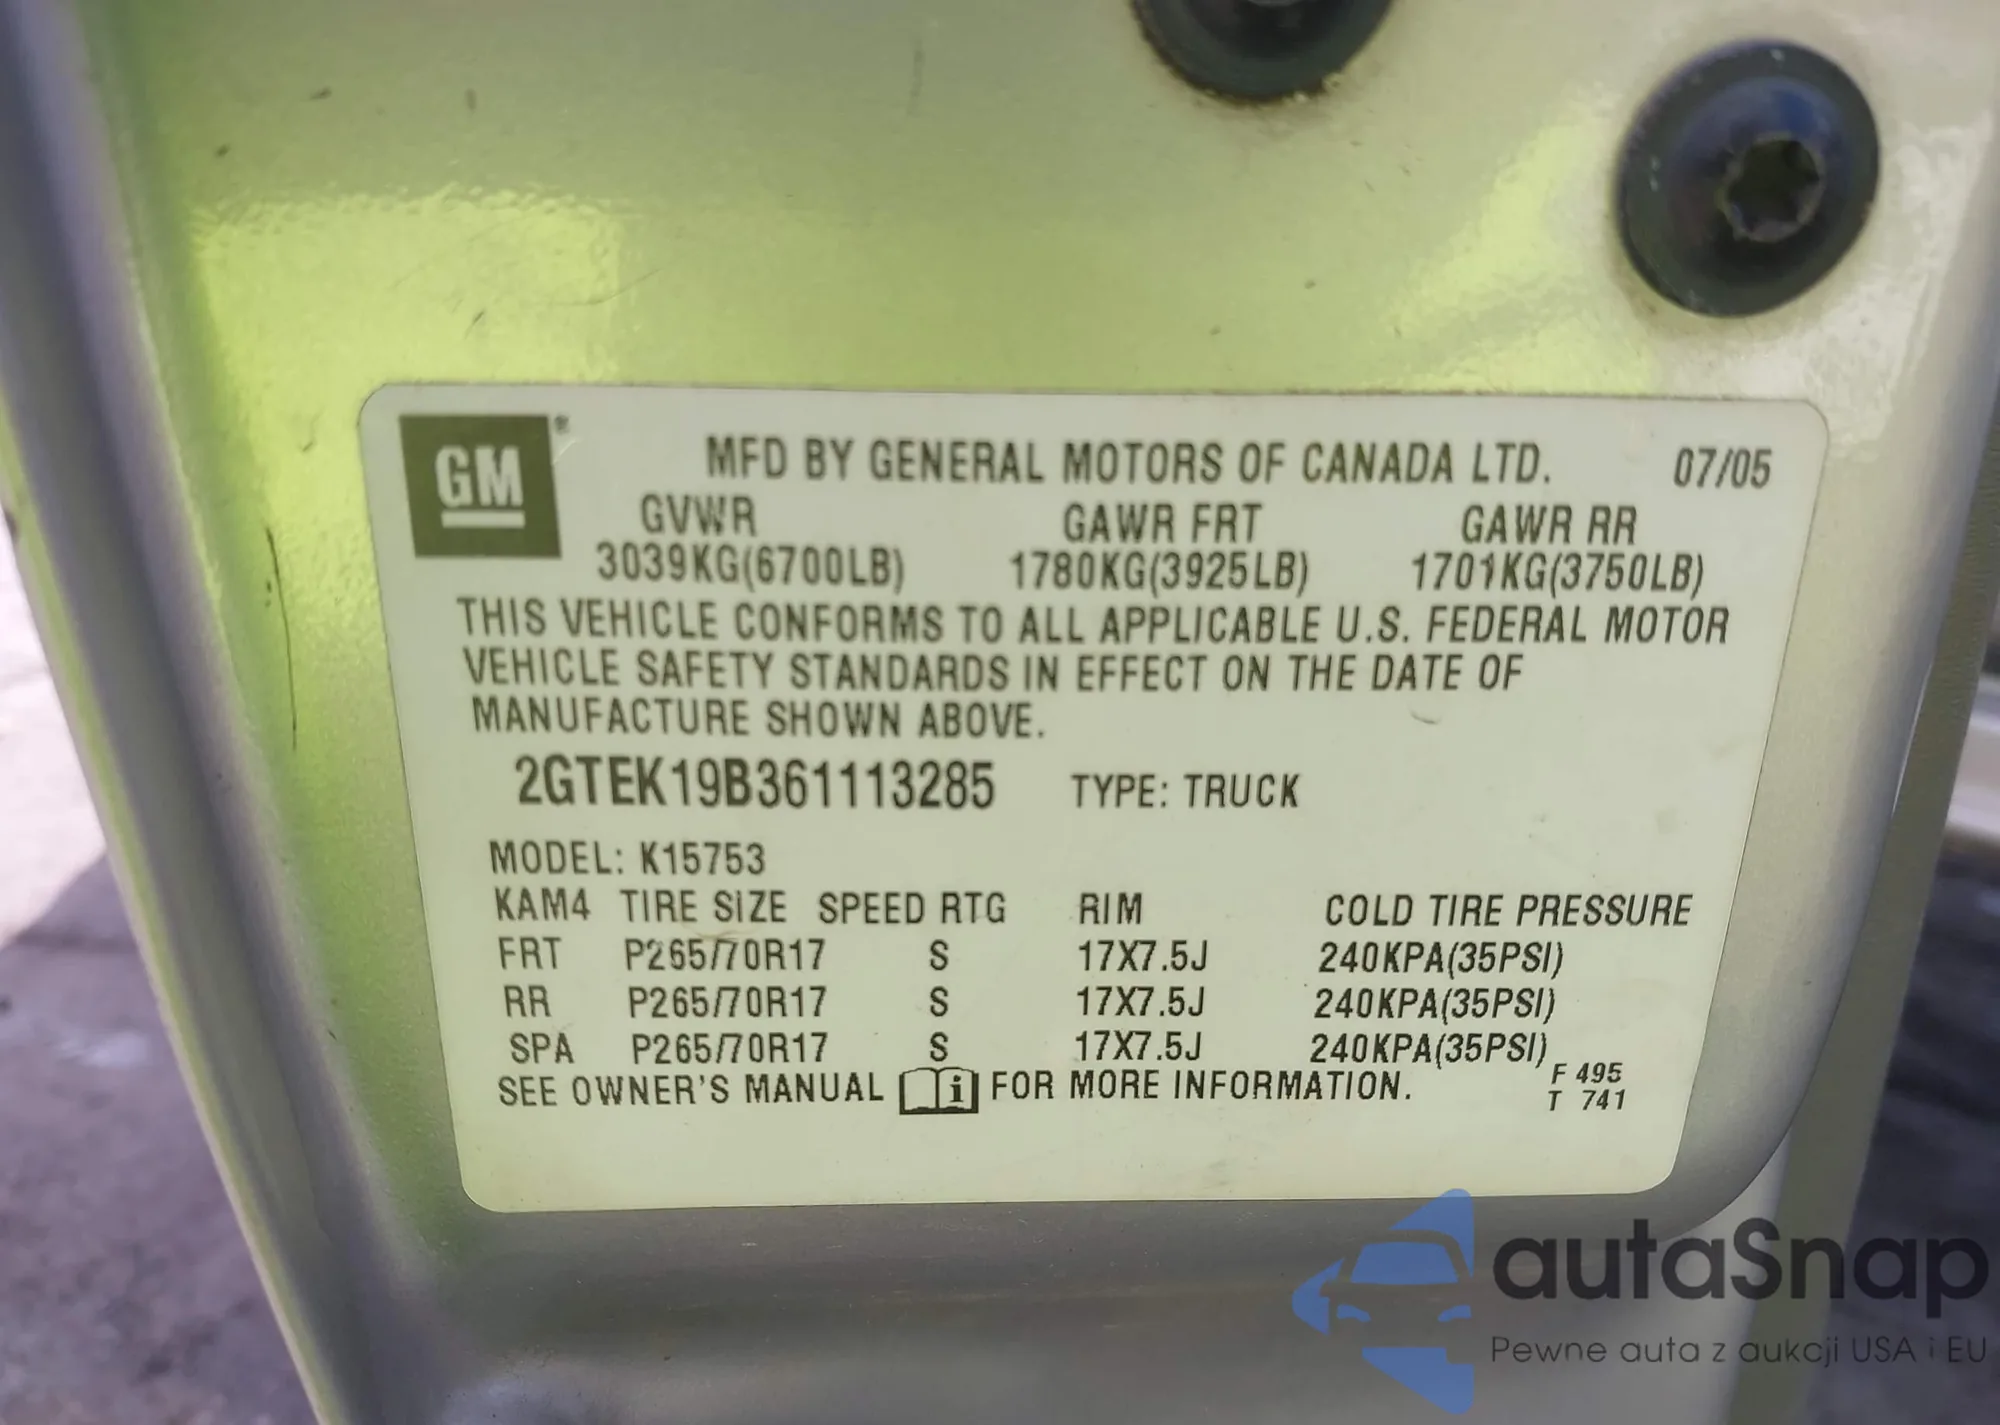 GM®
MFD BY GENERAL MOTORS OF CANADA LTD. 07/05
GVWR GAWR FRT GAWR RR
3039KG(6700LB) 1780KG(3925LB) 1701KG(3750LB)
THIS VEHICLE CONFORMS TO ALL APPLICABLE U.S. FEDERAL MOTOR
VEHICLE SAFETY STANDARDS IN EFFECT ON THE DATE OF
MANUFACTURE SHOWN ABOVE.
2GTEK19B361113285 TYPE: TRUCK
MODEL: K15753
KAM4 TIRE SIZE SPEED RTG RIM COLD TIRE PRESSURE
FRT P265/70R17 S 17X7.5J 240KPA(35PSI)
RR P265/70R17 S 17X7.5J 240KPA(35PSI)
SPA P265/70R17 S 17X7.5J 240KPA(35PSI)
SEE OWNER'S MANUAL i FOR MORE INFORMATION.
F 495
T 741
autaSnap
Pewne auta z aukcji USA i EU